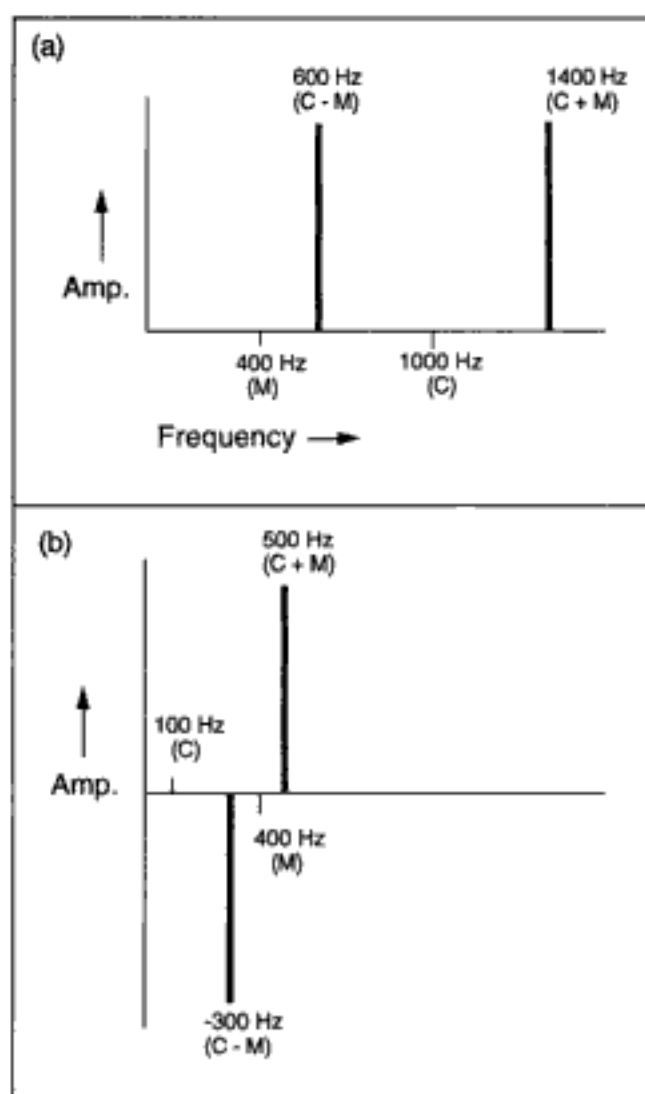 (a)
600 Hz
(C - M)
1400 Hz
(C + M)
Amp.
400 Hz
(M)
1000 Hz
(C)
Frequency
(b)
500 Hz
(C + M)
100 Hz
(C)
Amp.
400 Hz
(M)
-300 Hz
(C - M)